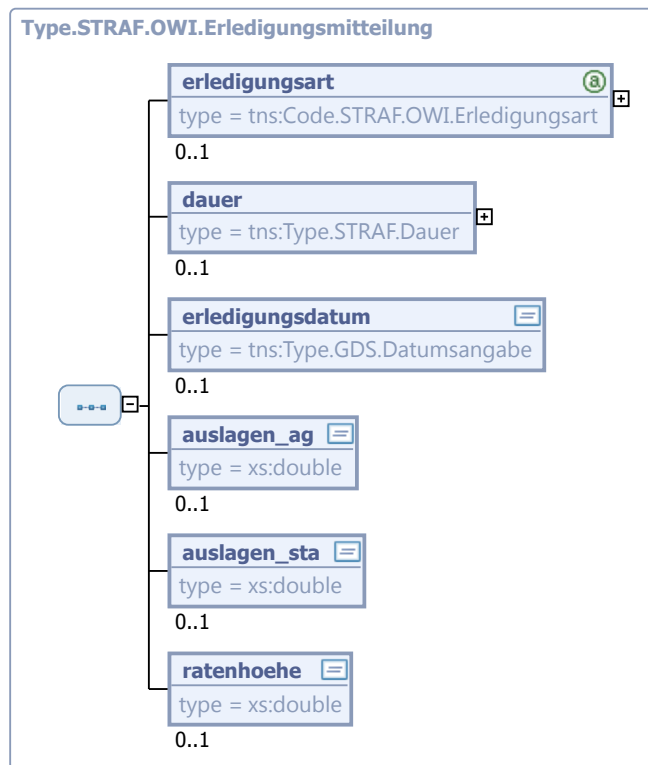 Type.STRAF.OWI.Erledigungsmitteilung
erledigungsart
type = tns:Code.STRAF.OWI.Erledigungsart
0..1
dauer
type = tns:Type.STRAF.Dauer
0..1
erledigungsdatum
type = tns:Type.GDS.Datumsangabe
0..1
auslagen_ag
type = xs:double
0..1
auslagen_sta
type = xs:double
0..1
ratenhoehe
type = xs:double
0..1